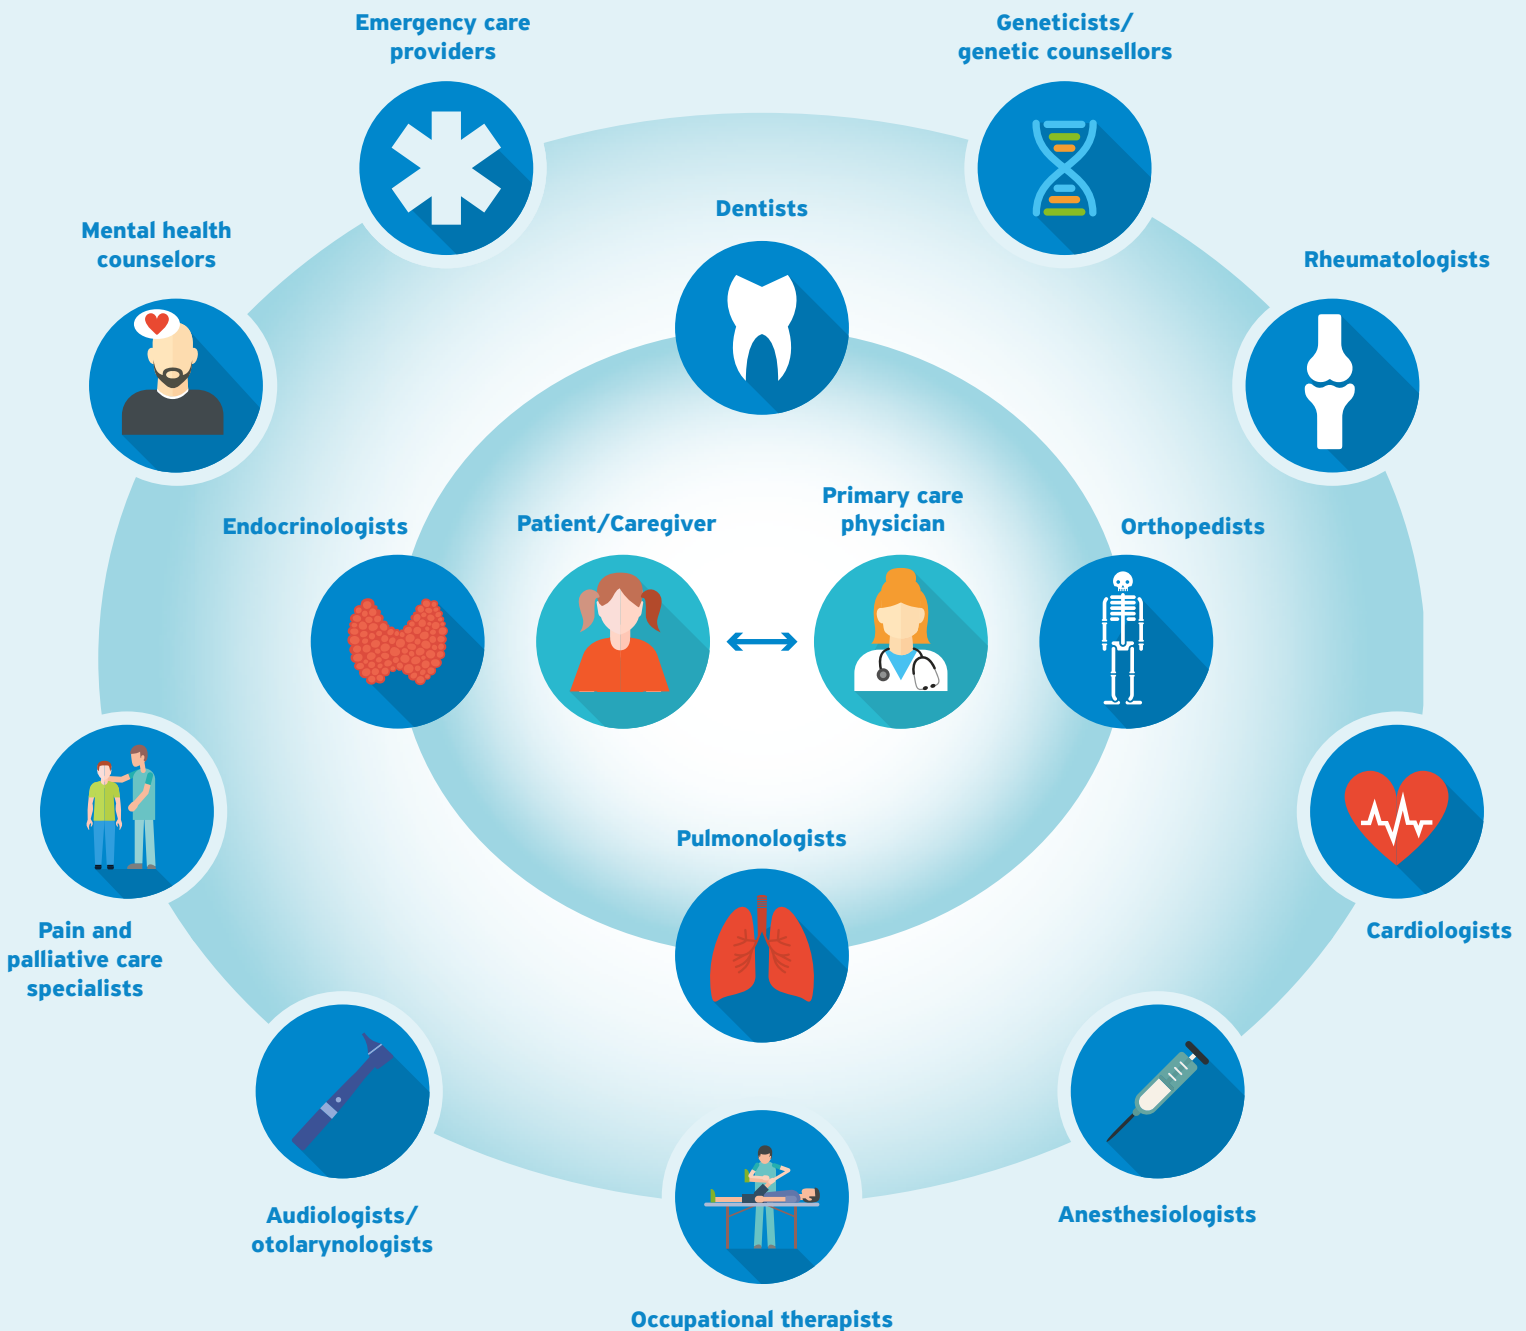 Emergency care
providers
Geneticists/
genetic counsellors
Dentists
Mental health
counselors
Rheumatologists
Endocrinologists
Patient/Caregiver
Primary care
physician
Orthopedists
Pulmonologists
Pain and
palliative care
specialists
Cardiologists
Audiologists/
otolarynologists
Anesthesiologists
Occupational therapists